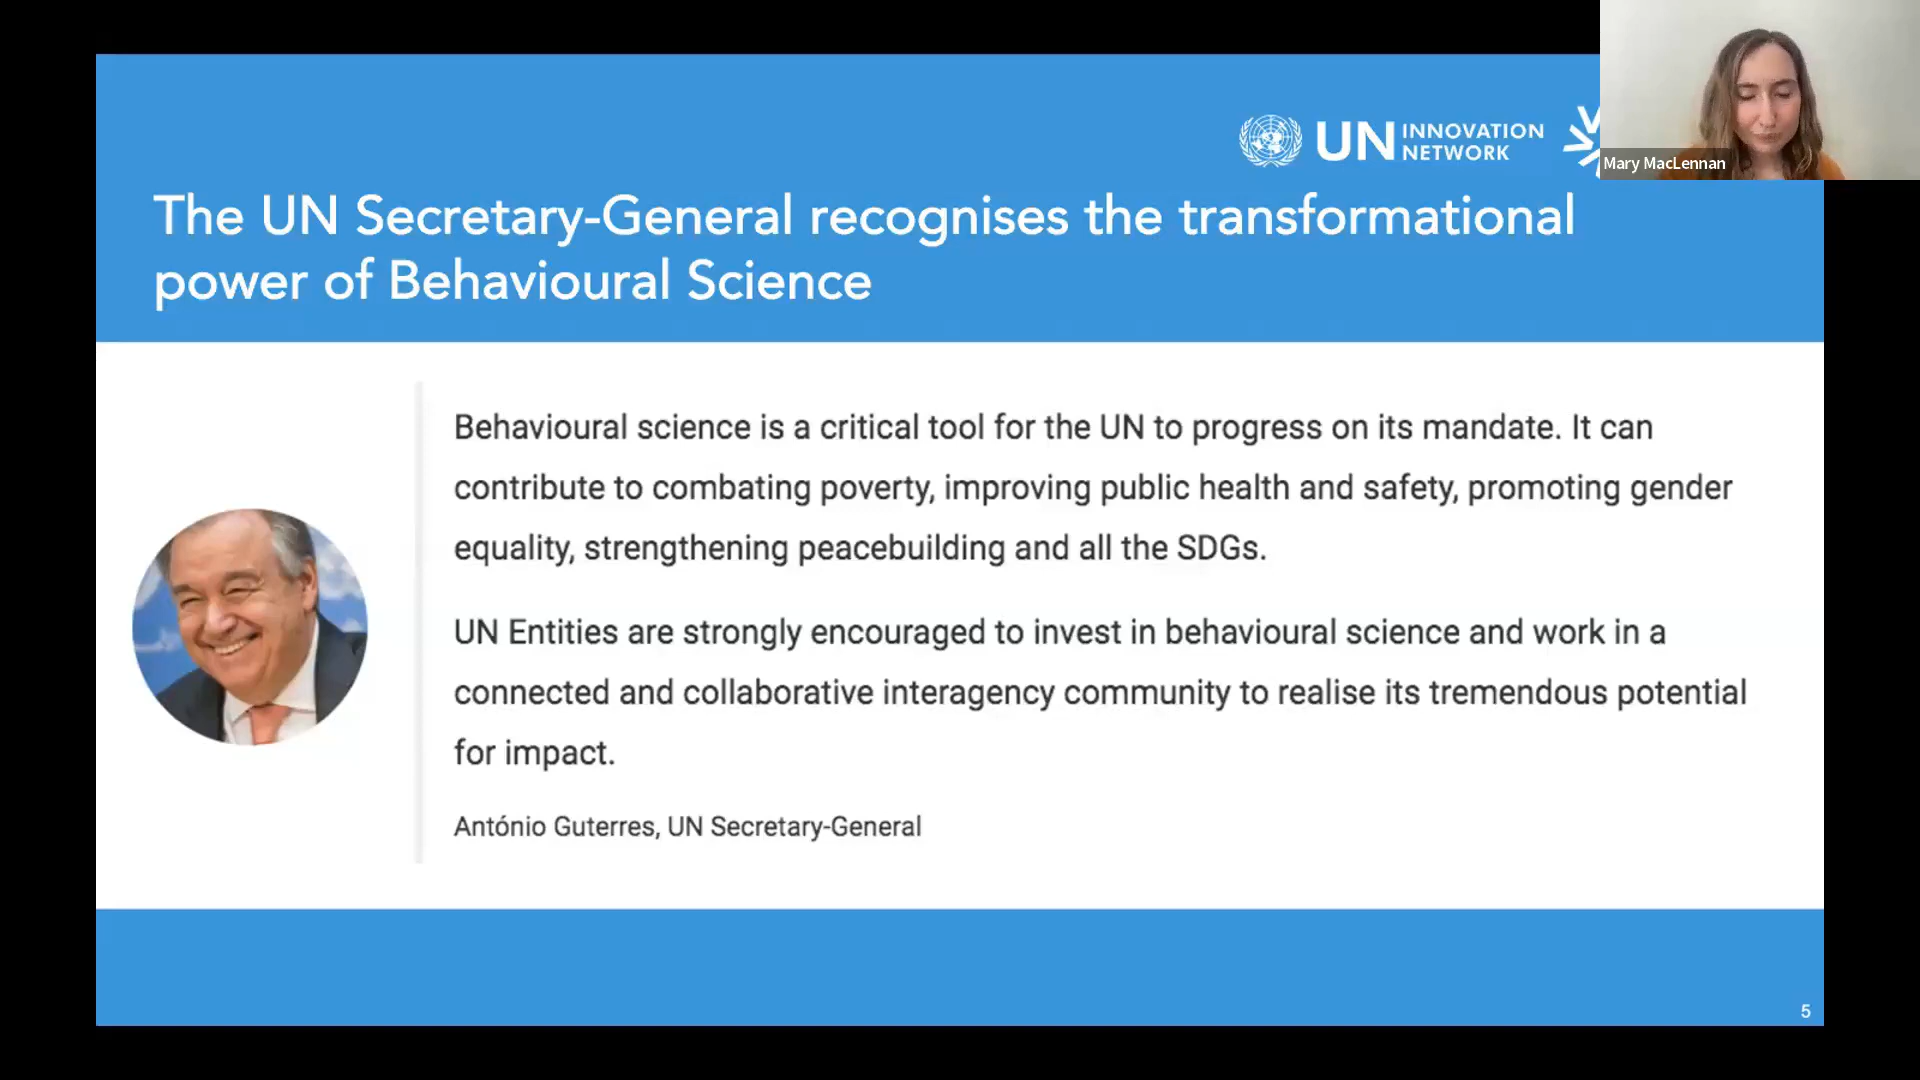 UN INNOVATION
NETWORK
Mary MacLennan
The UN Secretary-General recognises the transformational
power of Behavioural Science
Behavioural science is a critical tool for the UN to progress on its mandate. It can
contribute to combating poverty, improving public health and safety, promoting gender
equality, strengthening peacebuilding and all the SDGs.
UN Entities are strongly encouraged to invest in behavioural science and work in a
connected and collaborative interagency community to realise its tremendous potential
for impact.
António Guterres, UN Secretary-General
5